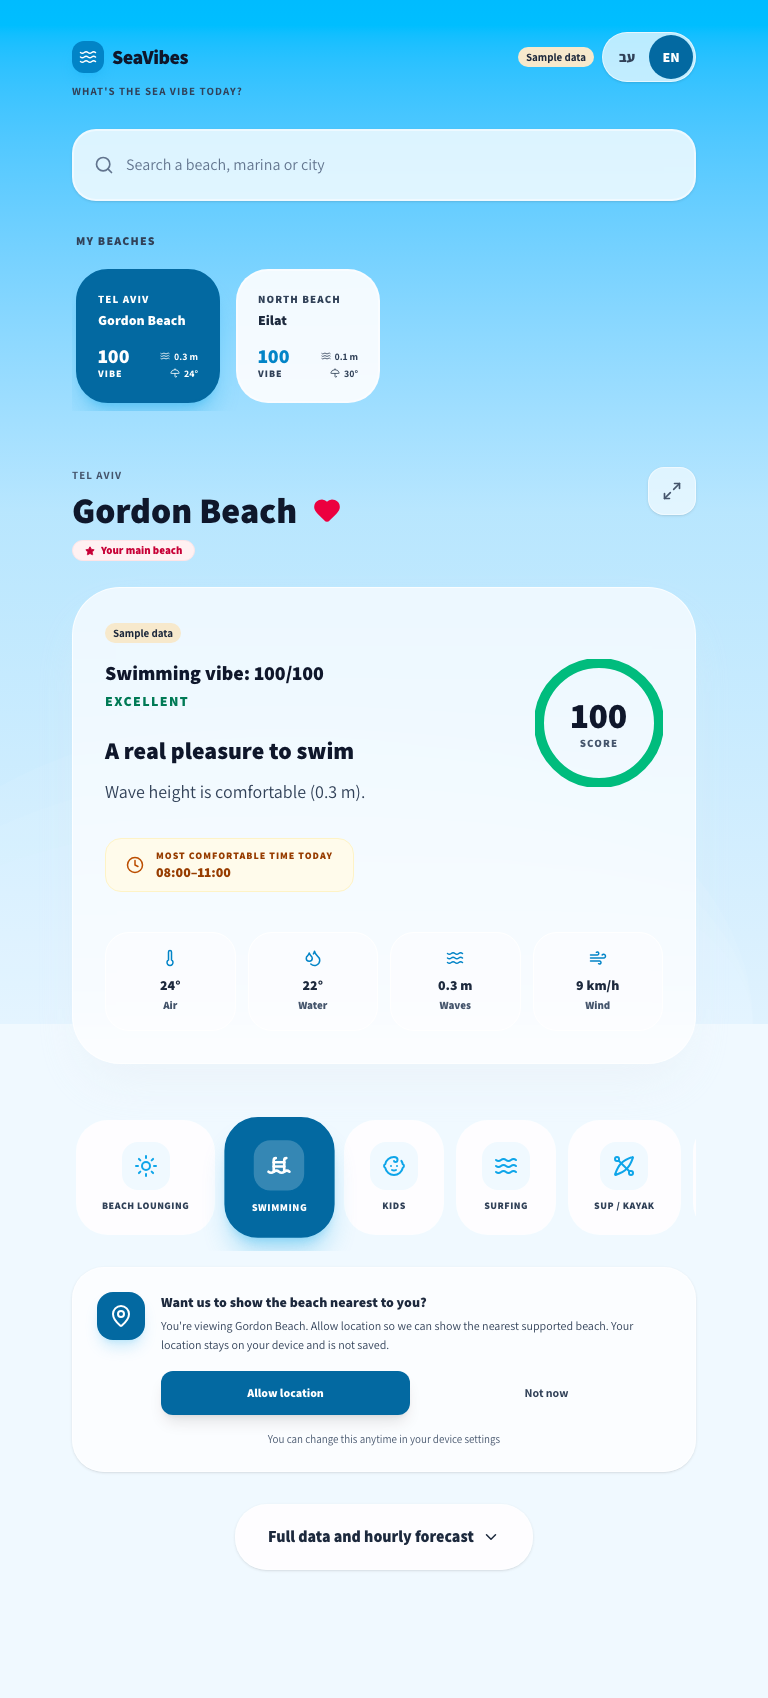 SeaVibes
Sample data
עב
EN
WHAT'S THE SEA VIBE TODAY?
Search a beach, marina or city
MY BEACHES
TEL AVIV
Gordon Beach
100
VIBE
0.3 m
24°
NORTH BEACH
Eilat
100
VIBE
0.1 m
30°
TEL AVIV
Gordon Beach
Your main beach
Sample data
Swimming vibe: 100/100
EXCELLENT
A real pleasure to swim
Wave height is comfortable (0.3 m).
100
SCORE
MOST COMFORTABLE TIME TODAY
08:00–11:00
24°
Air
22°
Water
0.3 m
Waves
9 km/h
Wind
BEACH LOUNGING
SWIMMING
KIDS
SURFING
SUP / KAYAK
Want us to show the beach nearest to you?
You're viewing Gordon Beach. Allow location so we can show the nearest supported beach. Your
location stays on your device and is not saved.
Allow location
Not now
You can change this anytime in your device settings
Full data and hourly forecast